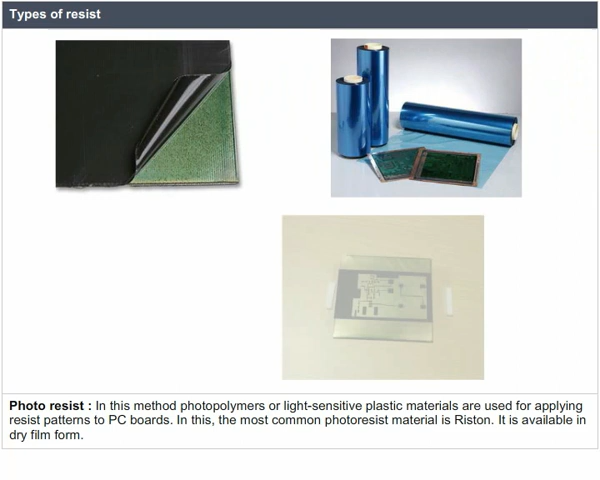 Types of resist
Photo resist : In this method photopolymers or light-sensitive plastic materials are used for applying
resist patterns to PC boards. In this, the most common photoresist material is Riston. It is available in
dry film form.